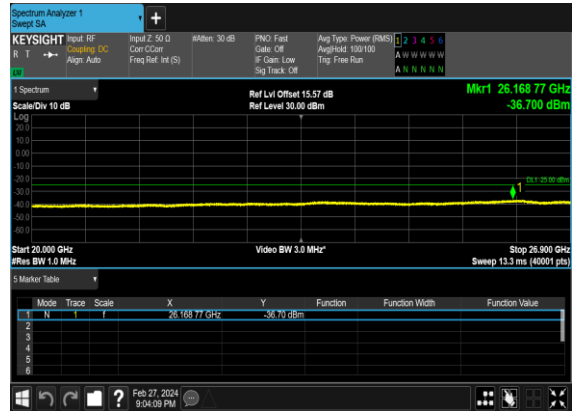 Spectrum Analyzer 1
Swept SA
+
KEYSIGHT Input: RF Input Z: 50 Ω #Atten: 30 dB PNO: Fast Avg Type: Power (RMS) 1 2 3 4 5 6
R T Coupling: DC Corr CCorr Gate: Off Avg|Hold: 100/100 A W W W W W
Align: Auto Freq Ref: Int (S) IF Gain: Low Trig: Free Run
Sig Track: Off A N N N N N
1 Spectrum Ref Lvl Offset 15.57 dB Mkr1 26.168 77 GHz
Scale/Div 10 dB Ref Level 30.00 dBm -36.700 dBm
Log
20.0
10.0
0.00
-10.0
-20.0
DL1 -25.00 dBm
1
-30.0
-40.0
-50.0
-60.0
Start 20.000 GHz Video BW 3.0 MHz* Stop 26.900 GHz
#Res BW 1.0 MHz Sweep 13.3 ms (40001 pts)
5 Marker Table
Mode Trace Scale X Y Function Function Width Function Value
1 N 1 f 26.168 77 GHz -36.70 dBm
2
3
4
5
6
? Feb 27, 2024
9:04:09 PM